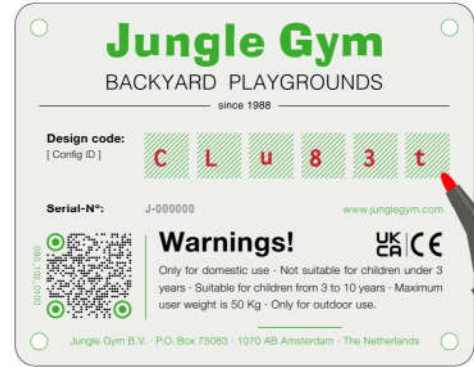 Jungle Gym
BACKYARD PLAYGROUNDS
since 1988
Design code:
[ Config ID ]
C L u 8 3 t
Serial-Nº: J-000000 www.junglegym.com
Warnings!
UK CA CE
Only for domestic use · Not suitable for children under 3
years · Suitable for children from 3 to 10 years · Maximum
user weight is 50 Kg · Only for outdoor use.
Jungle Gym B.V. · P.O. Box 75063 · 1070 AB Amsterdam · The Netherlands